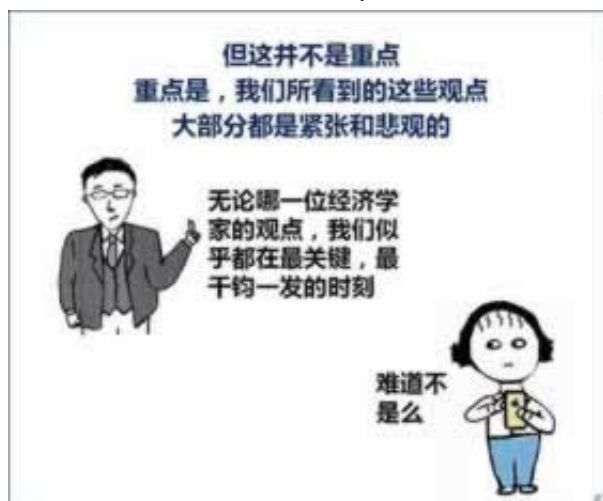 但这并不是重点
重点是，我们所看到的这些观点
大部分都是紧张和悲观的
无论哪一位经济学
家的观点，我们似
乎都在最关键，最
千钧一发的时刻
难道不
是么